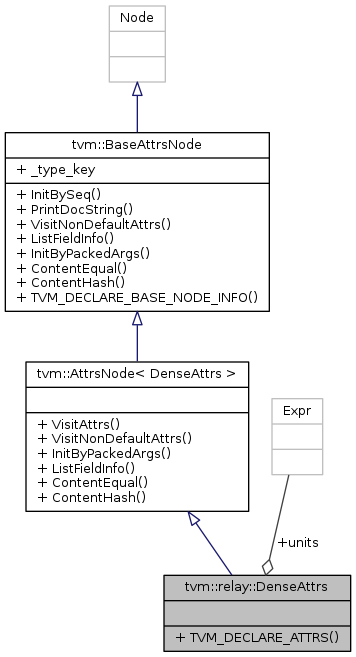 Node
tvm::BaseAttrsNode
+ _type_key
+ InitBySeq()
+ PrintDocString()
+ VisitNonDefaultAttrs()
+ ListFieldInfo()
+ InitByPackedArgs()
+ ContentEqual()
+ ContentHash()
+ TVM_DECLARE_BASE_NODE_INFO()
tvm::AttrsNode< DenseAttrs >
+ VisitAttrs()
+ VisitNonDefaultAttrs()
+ InitByPackedArgs()
+ ListFieldInfo()
+ ContentEqual()
+ ContentHash()
Expr
+units
tvm::relay::DenseAttrs
+ TVM_DECLARE_ATTRS()